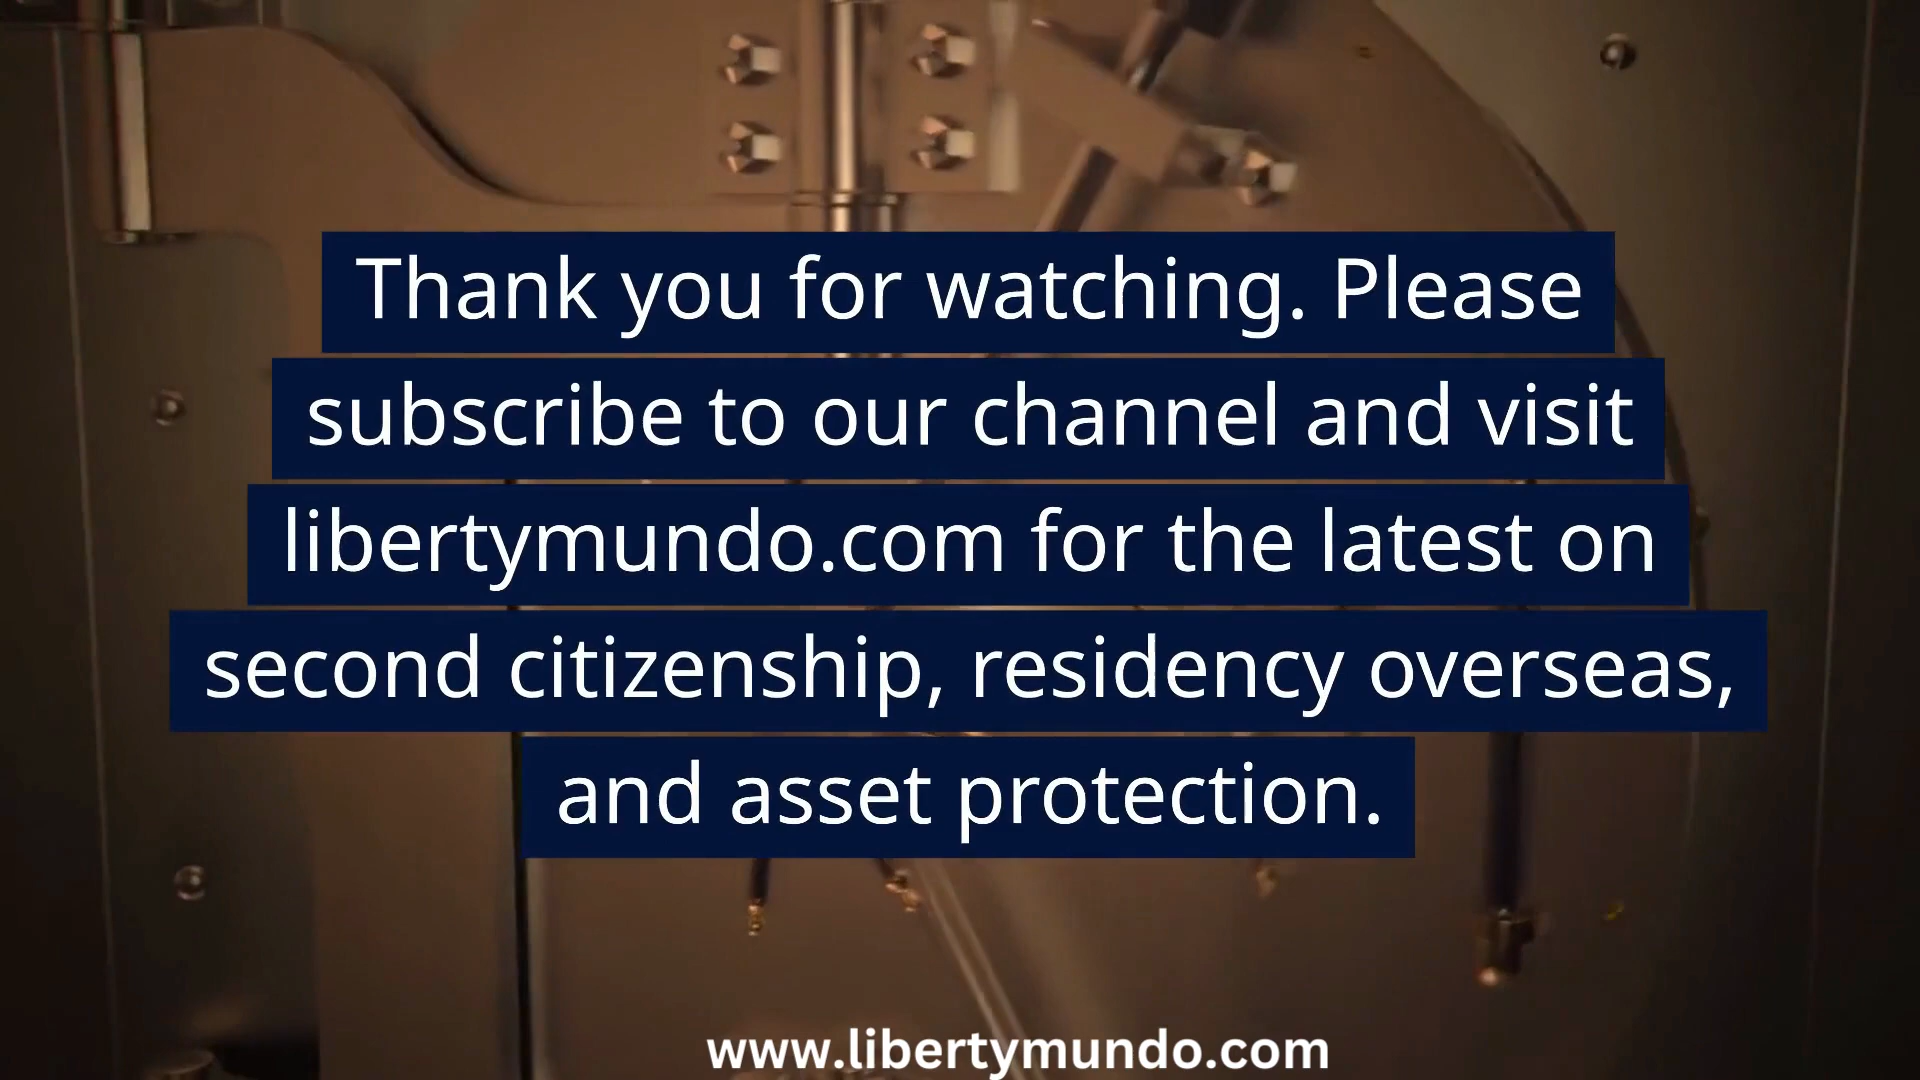 Thank you for watching. Please
subscribe to our channel and visit
libertymundo.com for the latest on
second citizenship, residency overseas,
and asset protection.
www.libertymundo.com